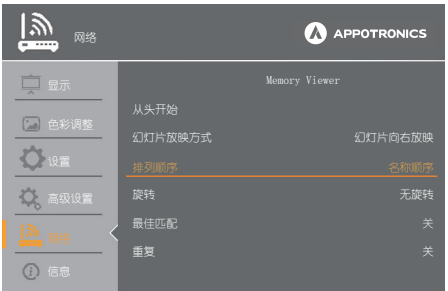 网络
APPOTRONICS
显示
色彩调整
设置
高级设置
网络
信息
Memory Viewer
从头开始
幻灯片放映方式 幻灯片向右放映
排列顺序 名称顺序
旋转 无旋转
最佳匹配 关
重复 关